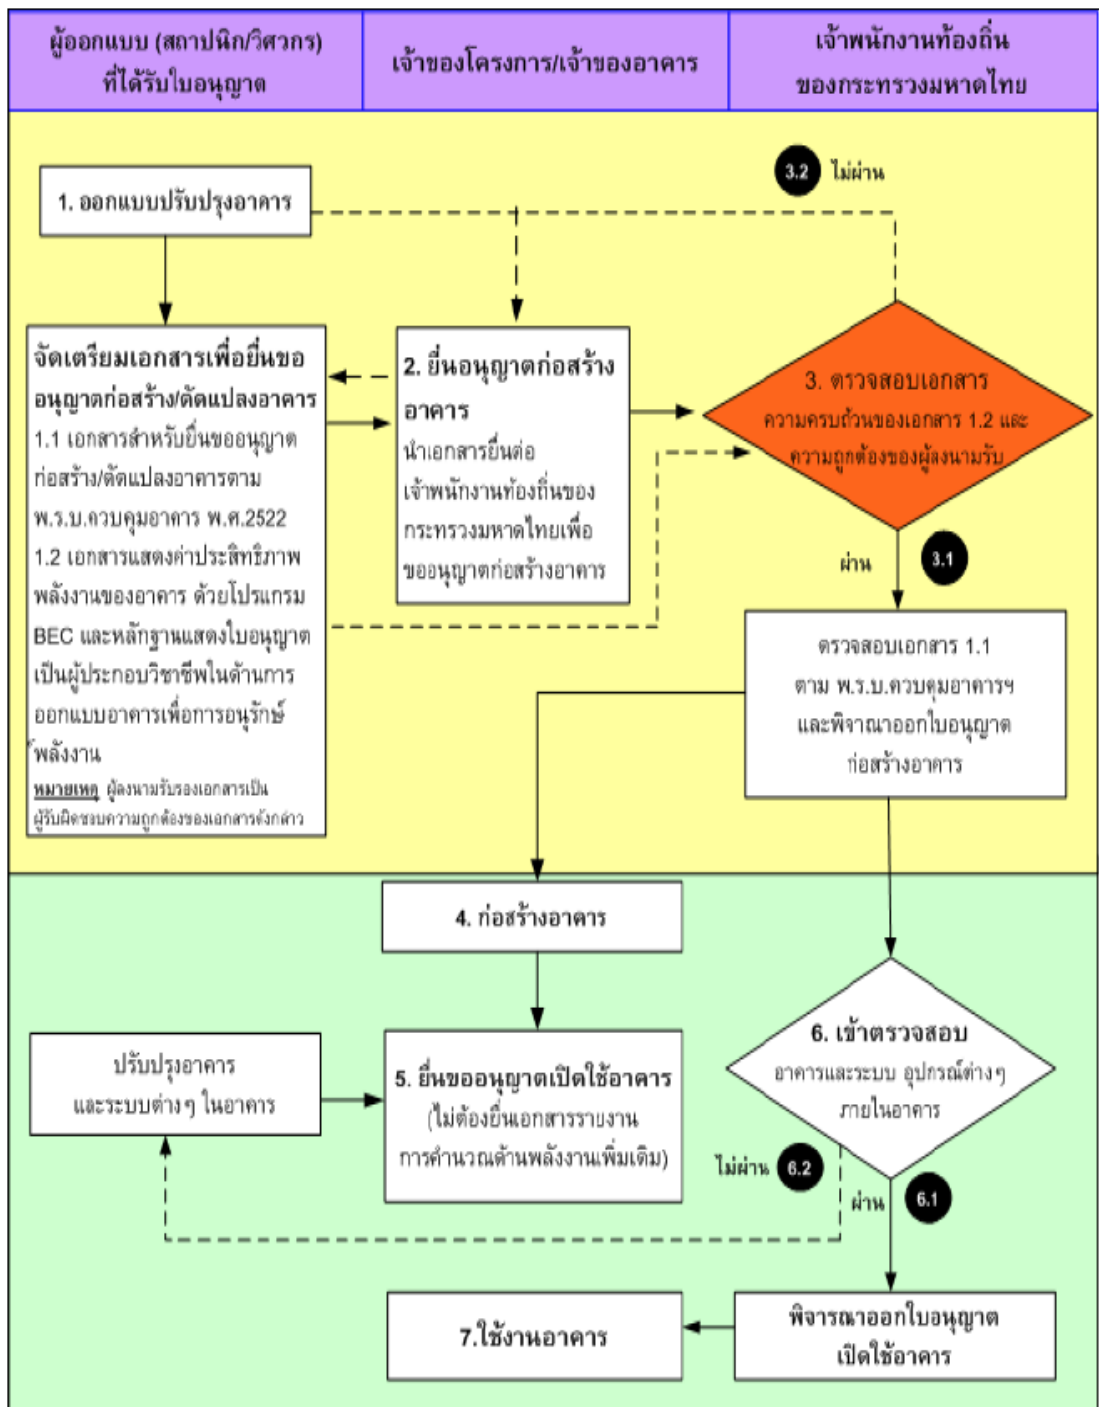 ผู้ออกแบบ (สถาปนิก/วิศวกร)
ที่ได้รับใบอนุญาต
เจ้าของโครงการ/เจ้าของอาคาร
เจ้าพนักงานท้องถิ่น
ของกระทรวงมหาดไทย
3.2 ไม่ผ่าน
1. ออกแบบปรับปรุงอาคาร
จัดเตรียมเอกสารเพื่อยื่นขอ
อนุญาตก่อสร้าง/ดัดแปลงอาคาร
1.1 เอกสารสำหรับยื่นขออนุญาต
ก่อสร้าง/ดัดแปลงอาคารตาม
พ.ร.บ.ควบคุมอาคาร พ.ศ.2522
1.2 เอกสารแสดงค่าประสิทธิภาพ
พลังงานของอาคาร ด้วยโปรแกรม
BEC และหลักฐานแสดงใบอนุญาต
เป็นผู้ประกอบวิชาชีพในด้านการ
ออกแบบอาคารเพื่อการอนุรักษ์
์พลังงาน
หมายเหตุ ผู้ลงนามรับรองเอกสารเป็น
ผู้รับผิดชอบความถูกต้องของเอกสารดังกล่าว
2. ยื่นอนุญาตก่อสร้าง
อาคาร
นำเอกสารยื่นต่อ
เจ้าพนักงานท้องถิ่นของ
กระทรวงมหาดไทยเพื่อ
ขออนุญาตก่อสร้างอาคาร
3. ตรวจสอบเอกสาร
ความครบถ้วนของเอกสาร 1.2 และ
ความถูกต้องของผู้ลงนามรับ
ผ่าน 3.1
ตรวจสอบเอกสาร 1.1
ตาม พ.ร.บ.ควบคุมอาคารฯ
และพิจาณาออกใบอนุญาต
ก่อสร้างอาคาร
4. ก่อสร้างอาคาร
ปรับปรุงอาคาร
และระบบต่างๆ ในอาคาร
5. ยื่นขออนุญาตเปิดใช้อาคาร
(ไม่ต้องยื่นเอกสารรายงาน
การคำนวณด้านพลังงานเพิ่มเติม)
6. เข้าตรวจสอบ
อาคารและระบบ อุปกรณ์ต่างๆ
ภายในอาคาร
ไม่ผ่าน 6.2
ผ่าน 6.1
7.ใช้งานอาคาร
พิจารณาออกใบอนุญาต
เปิดใช้อาคาร